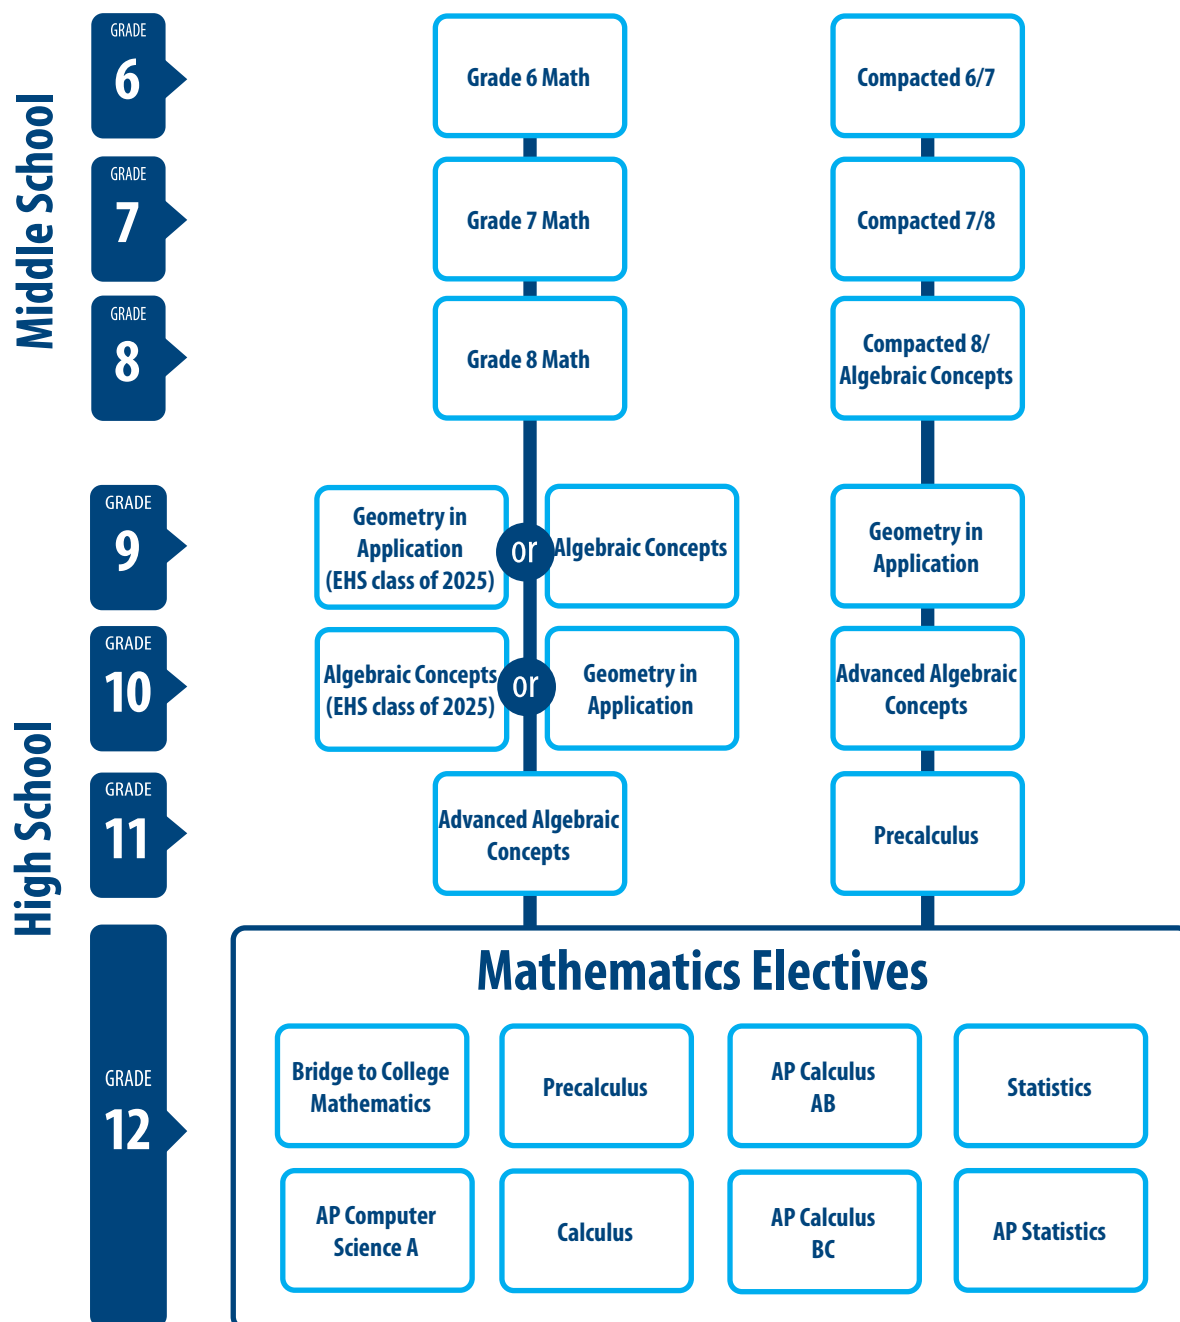 Middle School
GRADE
6
Grade 6 Math
Compacted 6/7
GRADE
7
Grade 7 Math
Compacted 7/8
GRADE
8
Grade 8 Math
Compacted 8/
Algebraic Concepts
High School
GRADE
9
Geometry in
Application
(EHS class of 2025)
or
Algebraic Concepts
Geometry in
Application
GRADE
10
Algebraic Concepts
(EHS class of 2025)
or
Geometry in
Application
Advanced Algebraic
Concepts
GRADE
11
Advanced Algebraic
Concepts
Precalculus
GRADE
12
Mathematics Electives
Bridge to College
Mathematics
Precalculus
AP Calculus
AB
Statistics
AP Computer
Science A
Calculus
AP Calculus
BC
AP Statistics